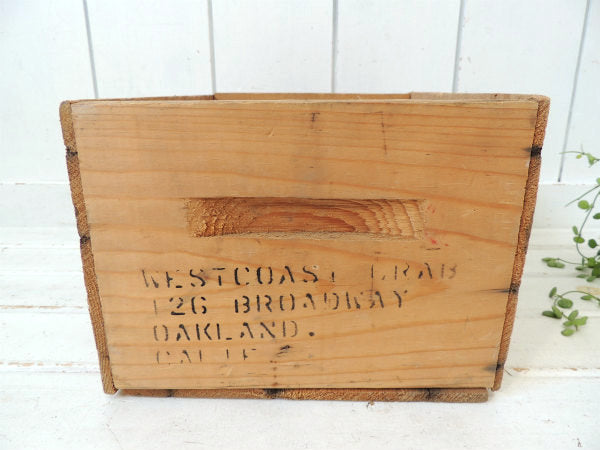 WESTCOAST CRAB
126 BROADWAY
OAKLAND.
CALIF